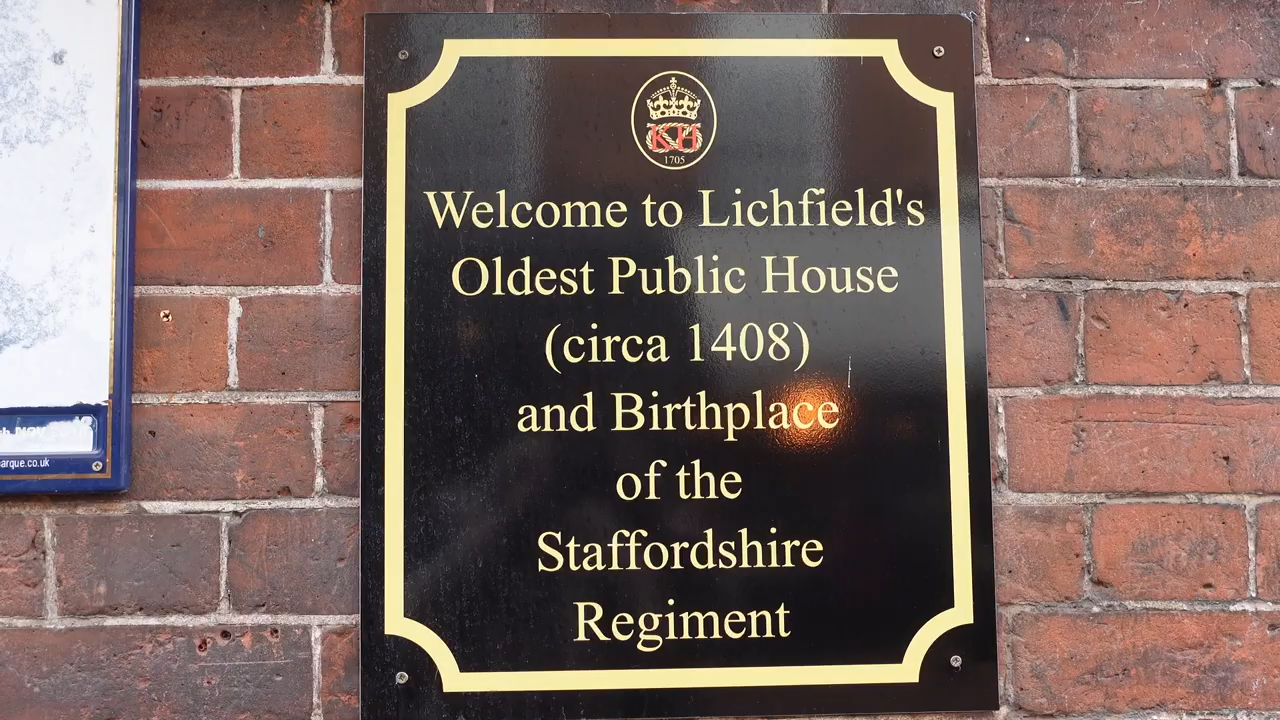 KH
1705
Welcome to Lichfield's
Oldest Public House
(circa 1408)
and Birthplace
of the
Staffordshire
Regiment
arque.co.uk